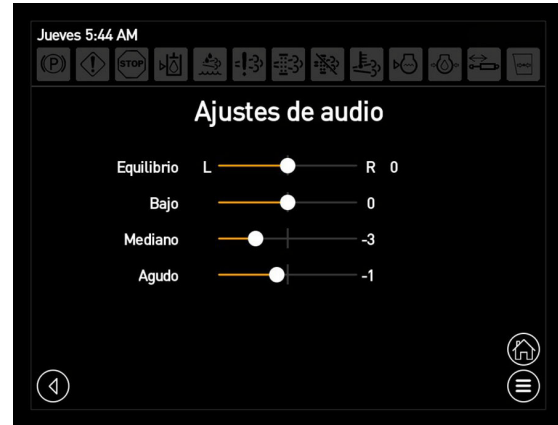 Jueves 5:44 AM
(P) STOP
Ajustes de audio
Equilibrio L R 0
Bajo 0
Mediano -3
Agudo -1